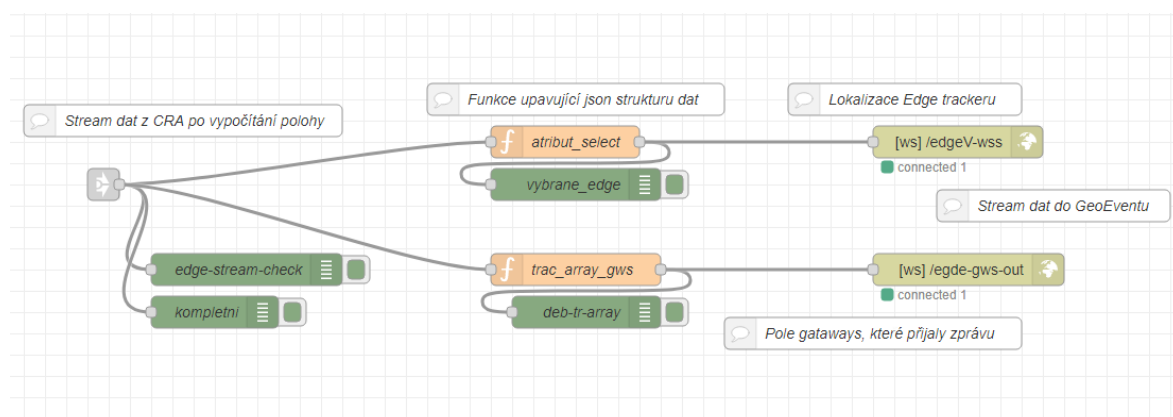 Funkce upavující json strukturu dat
Lokalizace Edge trackeru
Stream dat z CRA po vypočítání polohy
atribut_select
[ws] /edgeV-wss
connected 1
vybrane_edge
Stream dat do GeoEventu
edge-stream-check
trac_array_gws
[ws] /egde-gws-out
connected 1
kompletni
deb-tr-array
Pole gataways, které přijaly zprávu